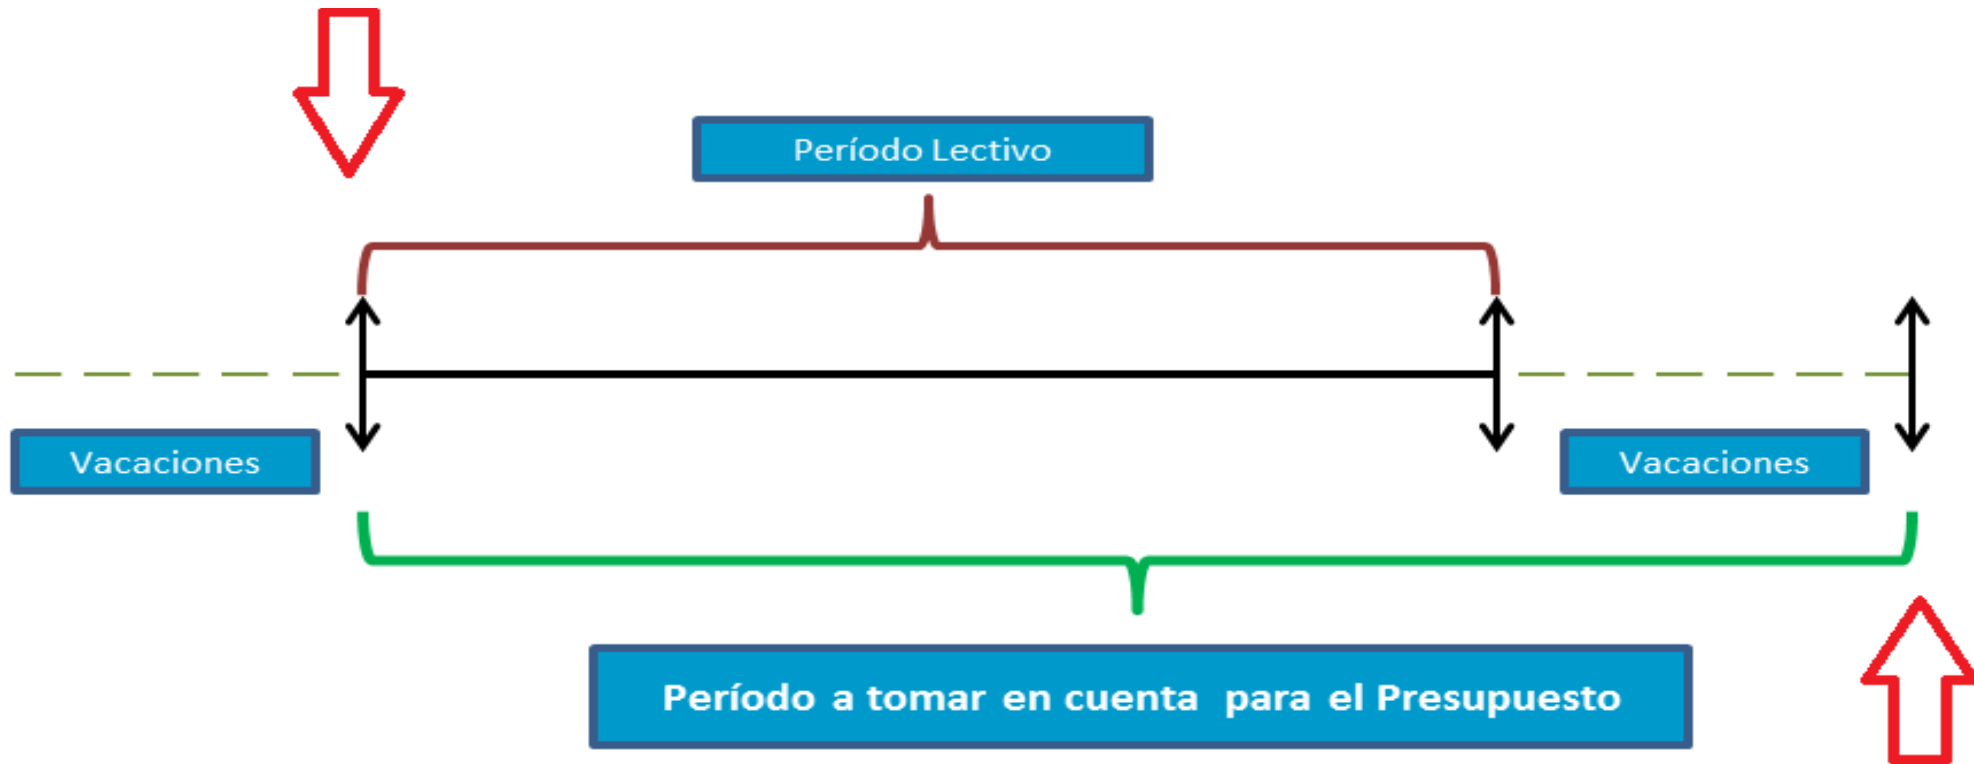 Período Lectivo
Vacaciones
Vacaciones
Período a tomar en cuenta para el Presupuesto